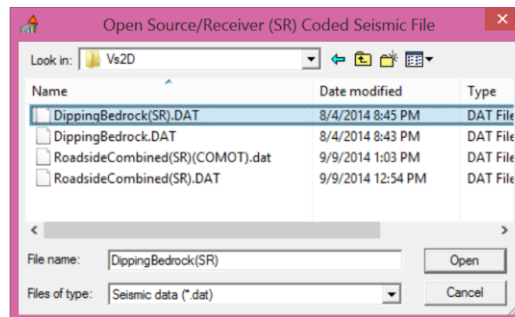 Open Source/Receiver (SR) Coded Seismic File
Look in: Vs2D
Name Date modified Type
DippingBedrock(SR).DAT 8/4/2014 8:45 PM DAT File
DippingBedrock.DAT 8/4/2014 8:43 PM DAT File
RoadsideCombined(SR)(COMOT).dat 9/9/2014 1:03 PM DAT File
RoadsideCombined(SR).DAT 9/9/2014 12:54 PM DAT File
File name: DippingBedrock(SR) Open
Files of type: Seismic data (*.dat) Cancel